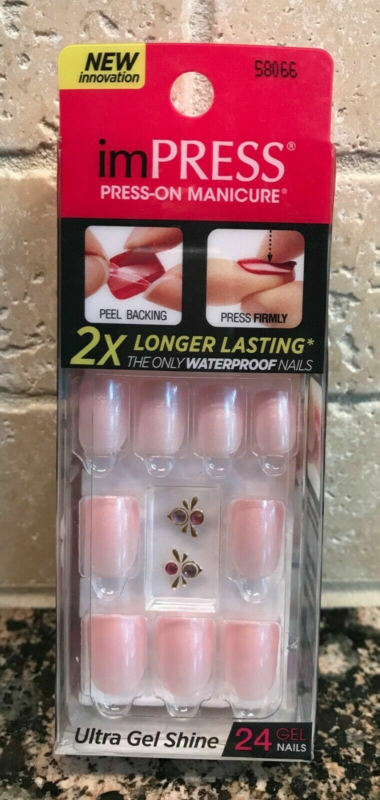 NEW
innovation
58066
imPRESS®
PRESS-ON MANICURE®
PEEL BACKING
PRESS FIRMLY
2X LONGER LASTING*
THE ONLY WATERPROOF NAILS
Ultra Gel Shine
24 GEL
NAILS